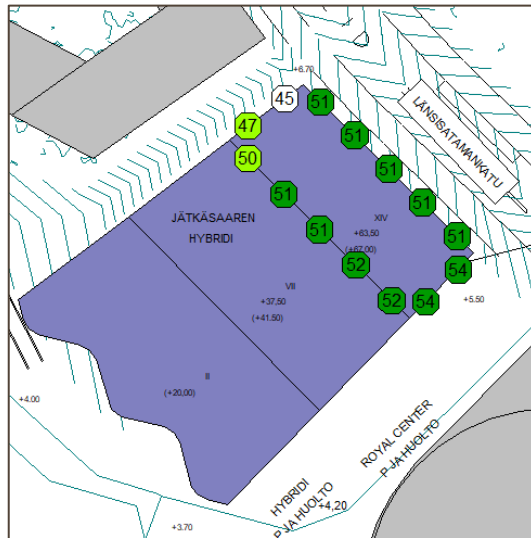 +6.70
45
51
47
51
50
51
LÄNSISATAMANKATU
51
51
JÄTKÄSAAREN
HYBRIDI
XIV
+63,50
(+67,00)
51
51
52
54
VII
+37,50
(+41.50)
52
54
+5.50
II
(+20,00)
+4.00
ROYAL CENTER
P JA HUOLTO
HYBRIDI
P JA HUOLTO
+4,20
+3.70